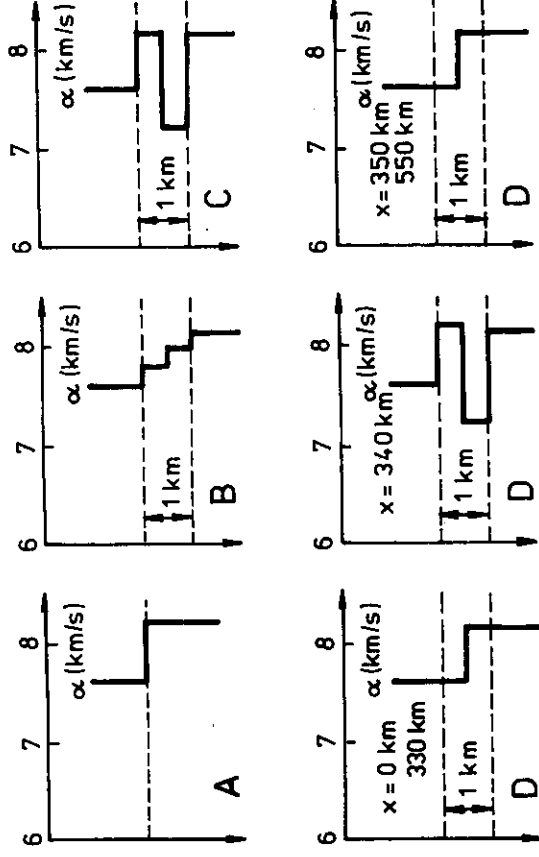 6 7 8
α (km/s)
A
6 7 8
α (km/s)
1 km
B
6 7 8
α (km/s)
1 km
C
6 7 8
α (km/s)
x = 0 km
330 km
1 km
D
6 7 8
α (km/s)
x = 340 km
1 km
D
6 7 8
α (km/s)
x = 350 km
550 km
1 km
D